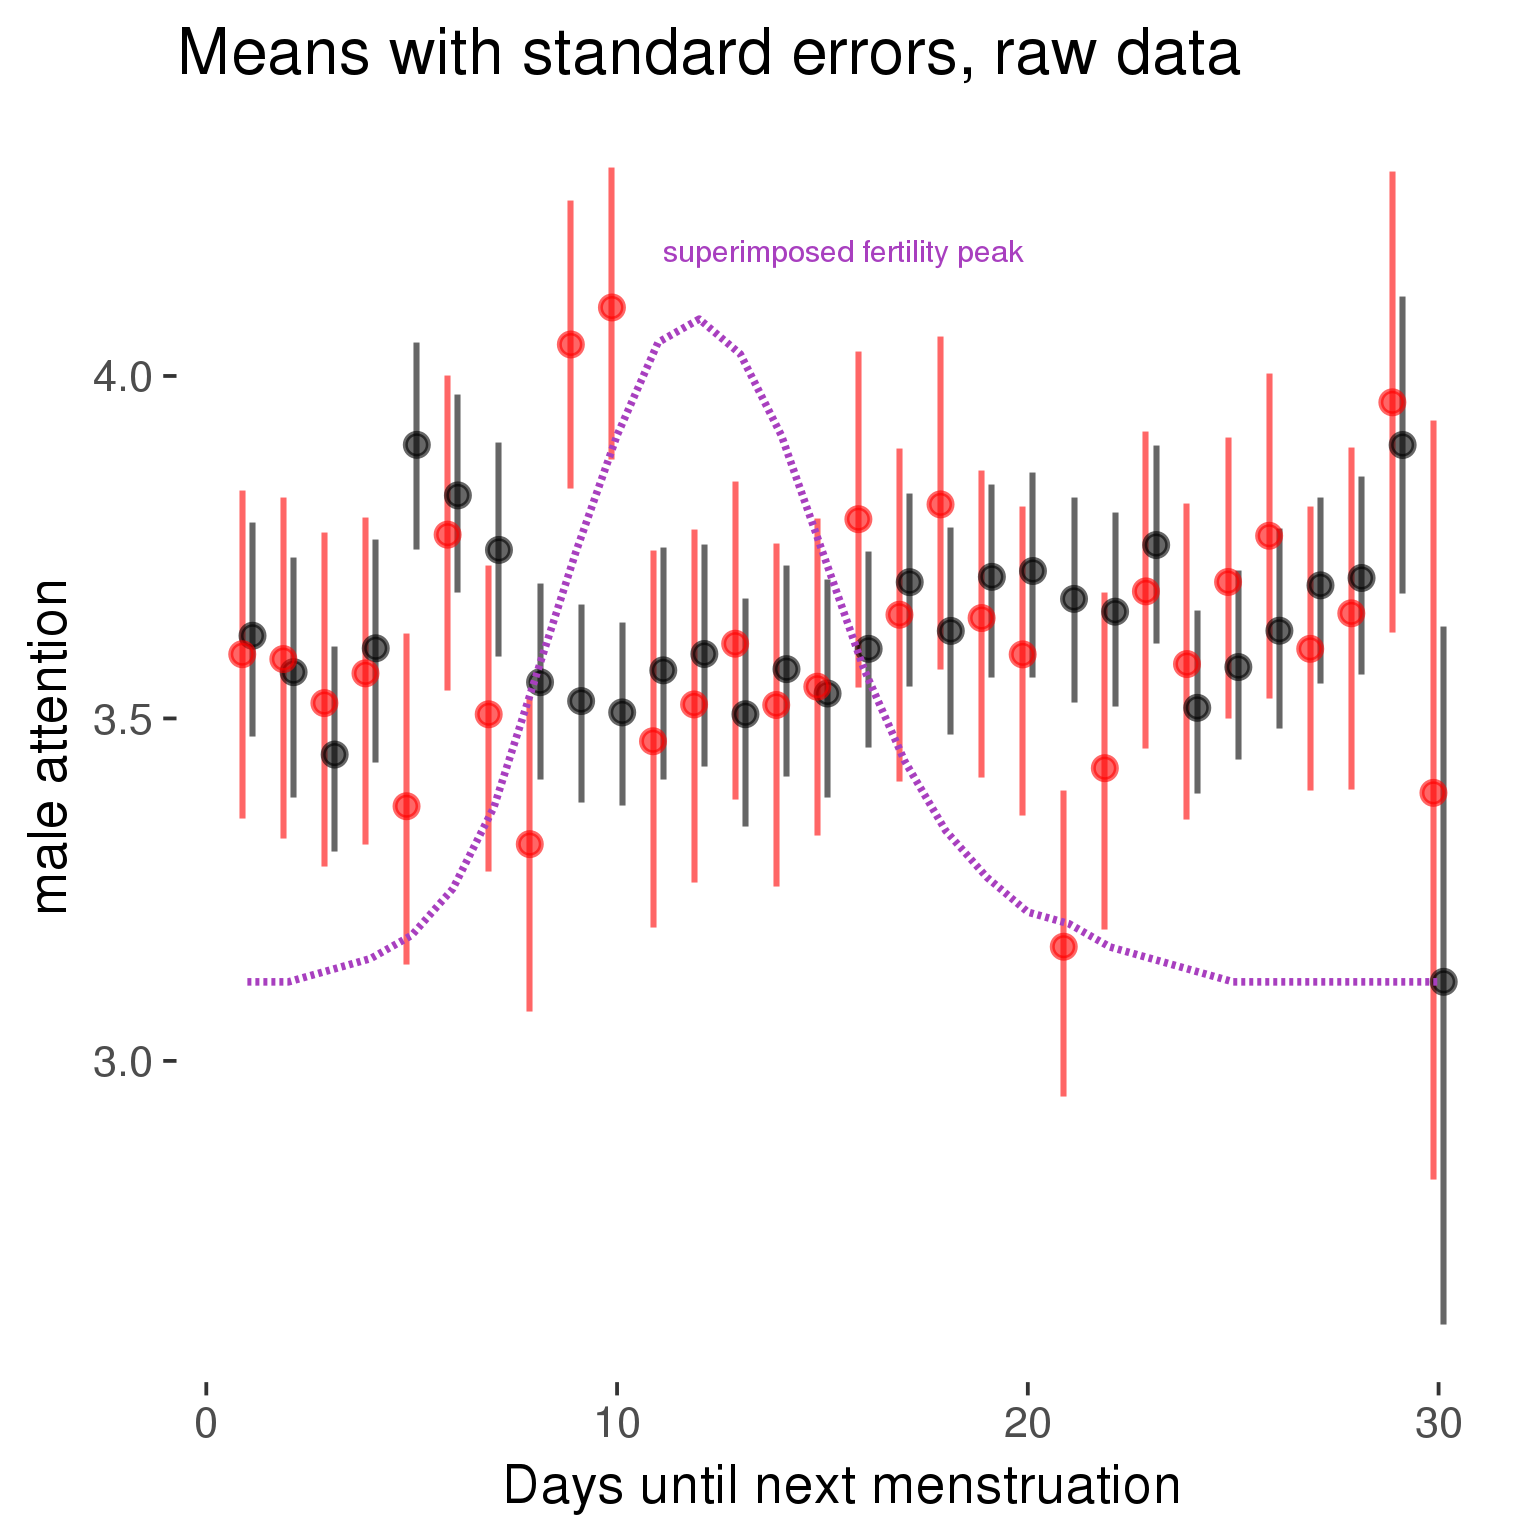 Means with standard errors, raw data
superimposed fertility peak
male attention
4.0
3.5
3.0
0
10
20
30
Days until next menstruation